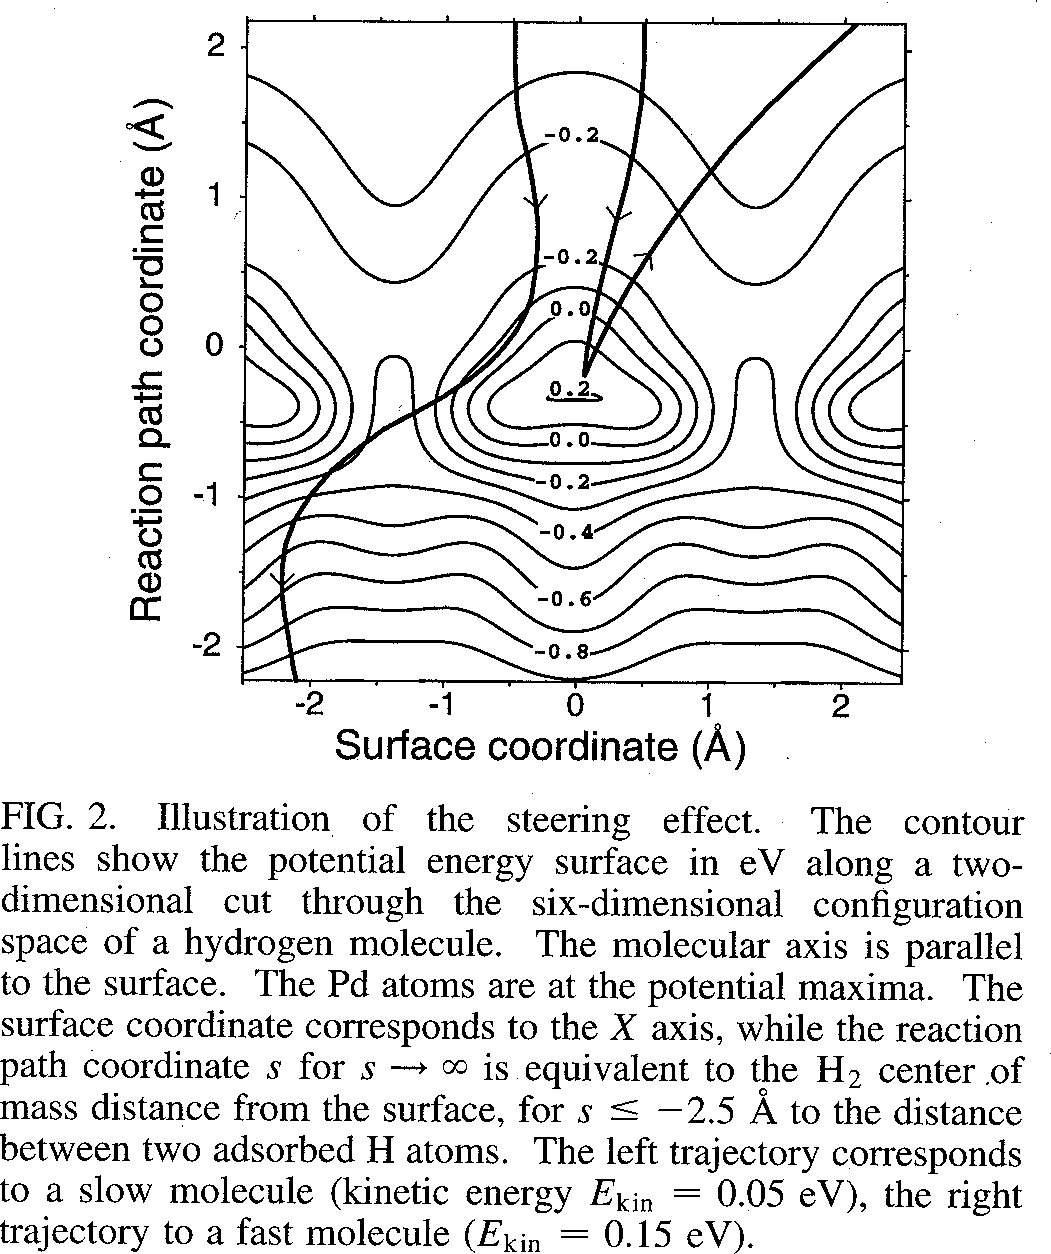 2
1
0
-1
-2
Reaction path coordinate (Å)
-0.2
-0.2
0.0
0.2
0.0
-0.2
-0.4
-0.6
-0.8
-2 -1 0 1 2
Surface coordinate (Å)
FIG. 2. Illustration of the steering effect. The contour
lines show the potential energy surface in eV along a two-
dimensional cut through the six-dimensional configuration
space of a hydrogen molecule. The molecular axis is parallel
to the surface. The Pd atoms are at the potential maxima. The
surface coordinate corresponds to the X axis, while the reaction
path coordinate s for s → ∞ is equivalent to the H₂ center of
mass distance from the surface, for s ≤ −2.5 Å to the distance
between two adsorbed H atoms. The left trajectory corresponds
to a slow molecule (kinetic energy Ekin = 0.05 eV), the right
trajectory to a fast molecule (Ekin = 0.15 eV).